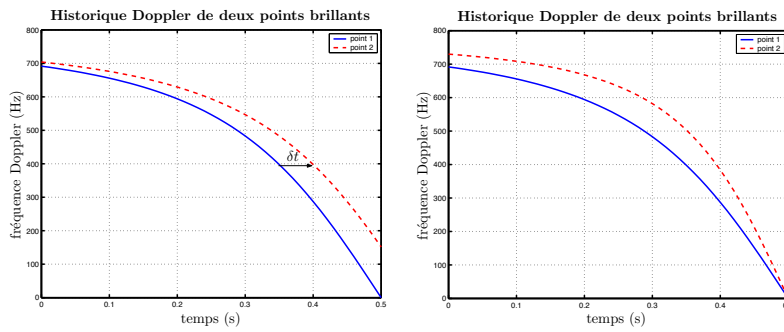 Historique Doppler de deux points brillants
800
point 1
point 2
700
600
500
400
300
200
100
0
δt
fréquence Doppler (Hz)
0
0.1
0.2
0.3
0.4
0.5
temps (s)
Historique Doppler de deux points brillants
800
point 1
point 2
700
600
500
400
300
200
100
0
fréquence Doppler (Hz)
0
0.1
0.2
0.3
0.4
temps (s)